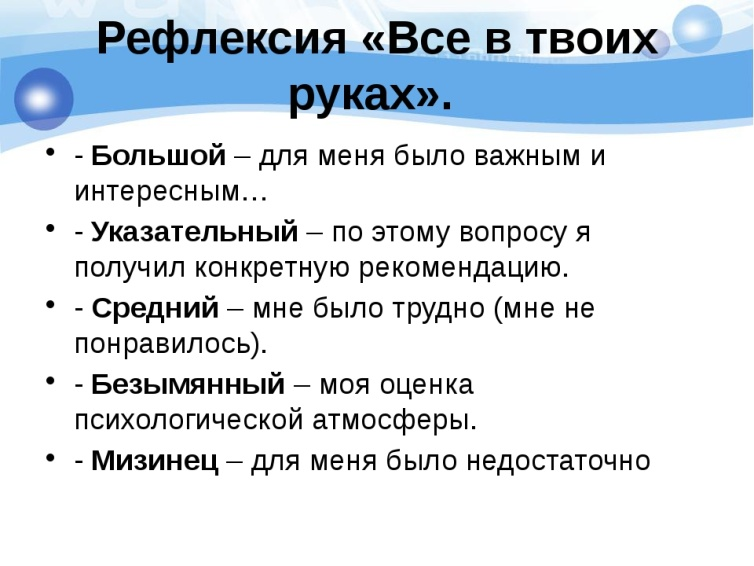 Рефлексия «Все в твоих
руках».
• - Большой – для меня было важным и
интересным…
• - Указательный – по этому вопросу я
получил конкретную рекомендацию.
• - Средний – мне было трудно (мне не
понравилось).
• - Безымянный – моя оценка
психологической атмосферы.
• - Мизинец – для меня было недостаточно